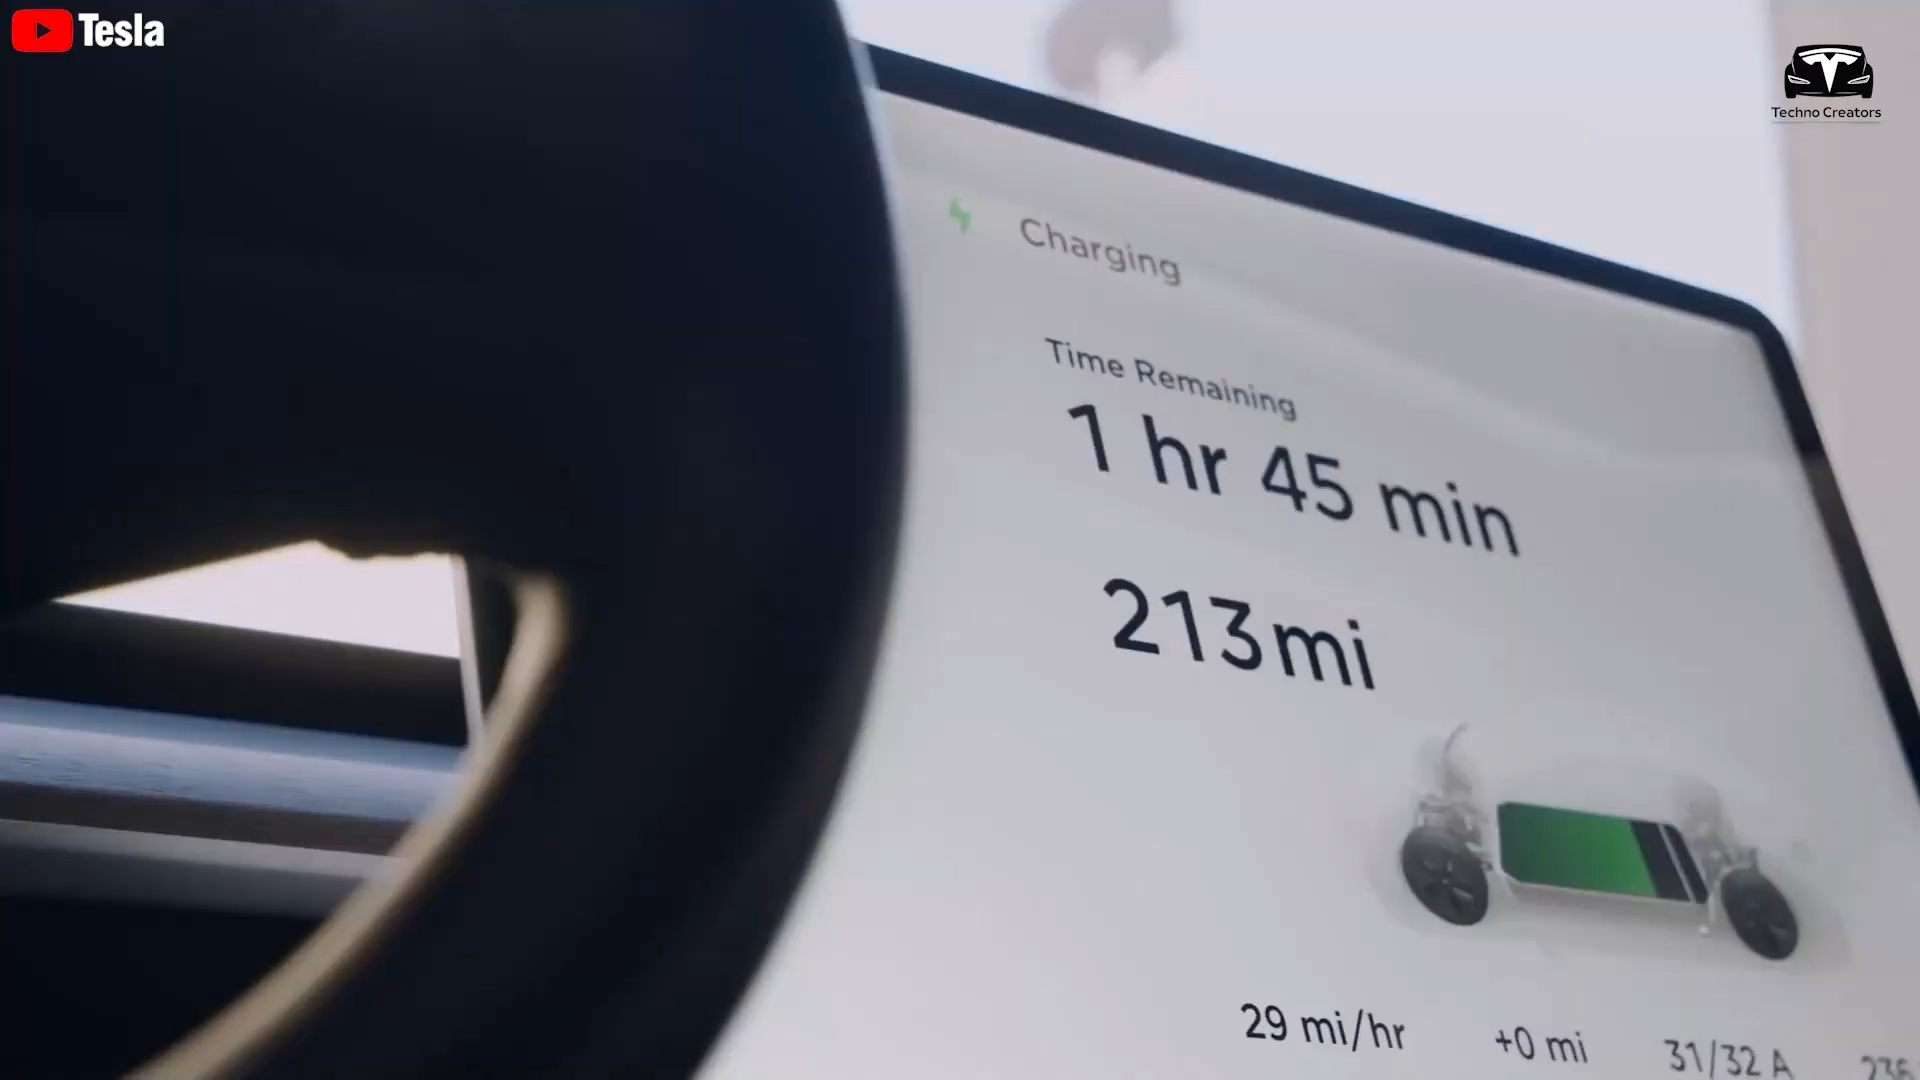 Tesla
Techno Creators
Charging
Time Remaining
1 hr 45 min
213 mi
29 mi/hr
+0 mi
31/32 A